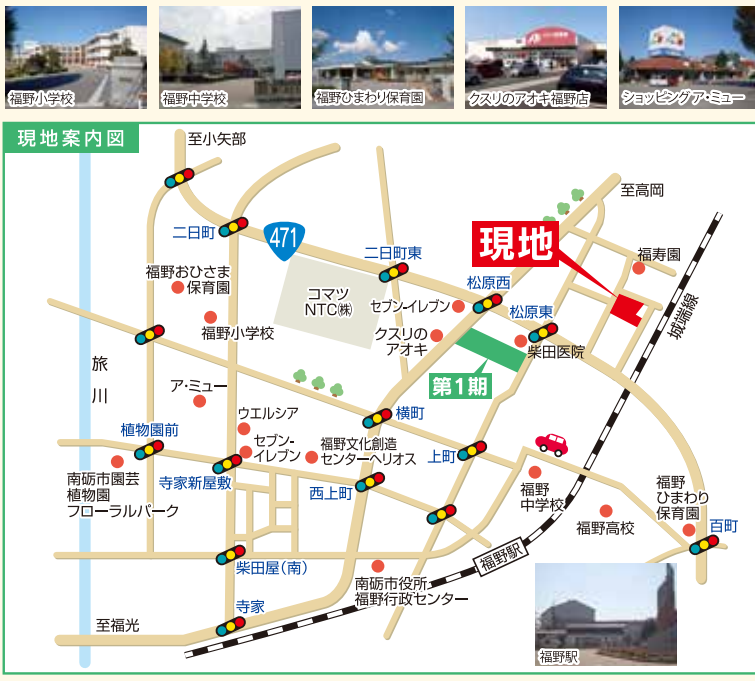 福野小学校
福野中学校
福野ひまわり保育園
クスリのアオキ福野店
ショッピングア・ミュー
現地案内図
至小矢部
至高岡
二日町
471
二日町東
現地
福寿園
福野おひさま
保育園
コマツ
NTC㈱
セブン-イレブン
松原西
松原東
城端線
福野小学校
クスリの
アオキ
柴田医院
旅
川
第1期
ア・ミュー
ウエルシア
横町
植物園前
セブン-
イレブン
福野文化創造
センターヘリオス
上町
南砺市園芸
植物園
フローラルパーク
寺家新屋敷
西上町
福野
中学校
福野
ひまわり
保育園
福野高校
百町
柴田屋(南)
福野駅
南砺市役所
福野行政センター
寺家
至福光
福野駅